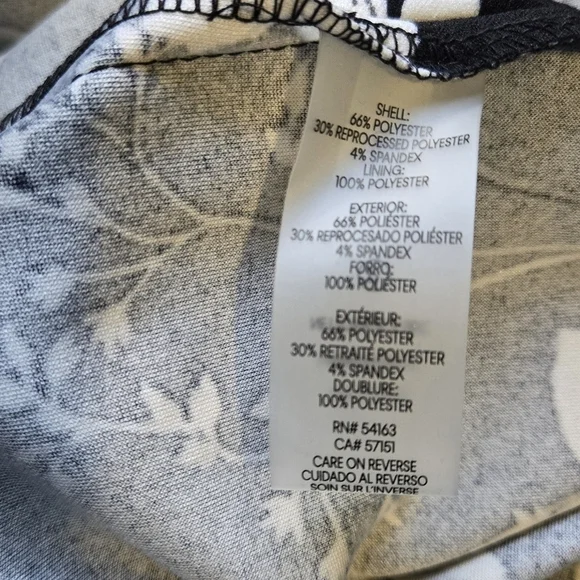 SHELL:
66% POLYESTER
30% REPROCESSED POLYESTER
4% SPANDEX
LINING:
100% POLYESTER
EXTERIOR:
66% POLIÉSTER
30% REPROCESADO POLIÉSTER
4% SPANDEX
FORRO:
100% POLIÉSTER
EXTÉRIEUR:
66% POLYESTER
30% RETRAITÉ POLYESTER
4% SPANDEX
DOUBLURE:
100% POLYESTER
RN# 54163
CA# 57151
CARE ON REVERSE
CUIDADO AL REVERSO
SOIN SUR L'INVERSE